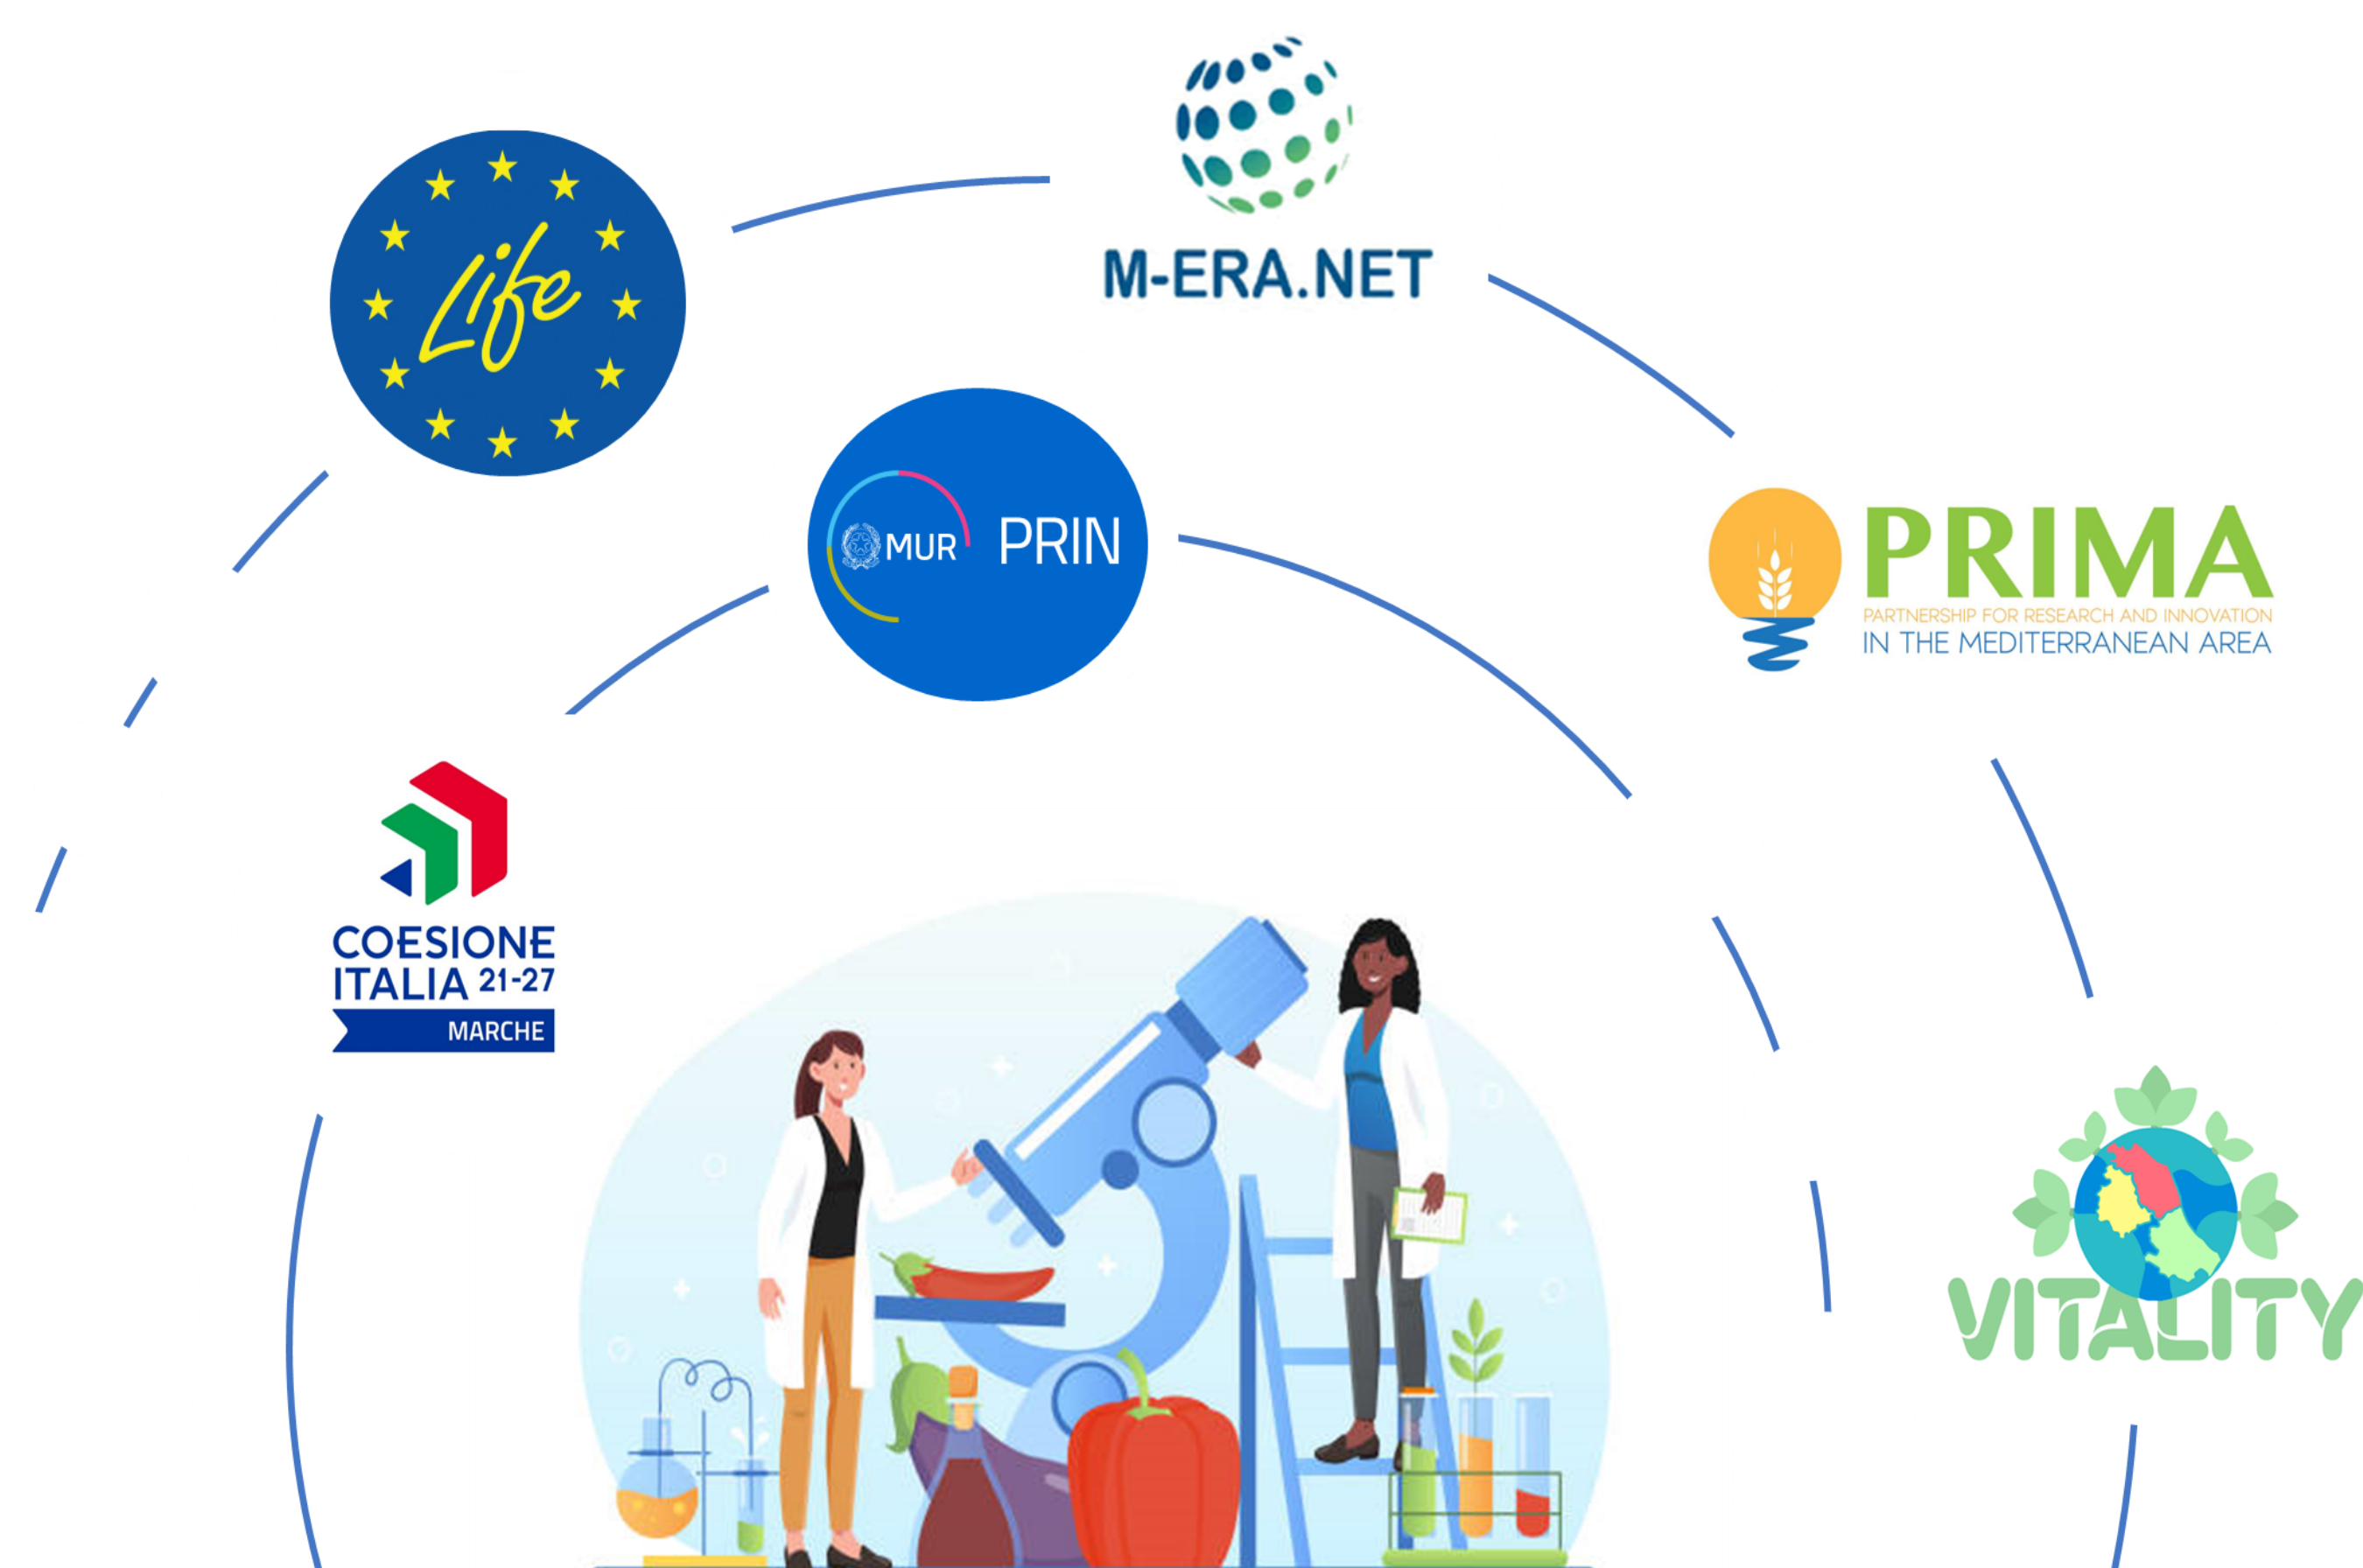 M-ERA.NET
Life
MUR PRIN
PRIMA
PARTNERSHIP FOR RESEARCH AND INNOVATION
IN THE MEDITERRANEAN AREA
COESIONE
ITALIA 21-27
MARCHE
VITALITY